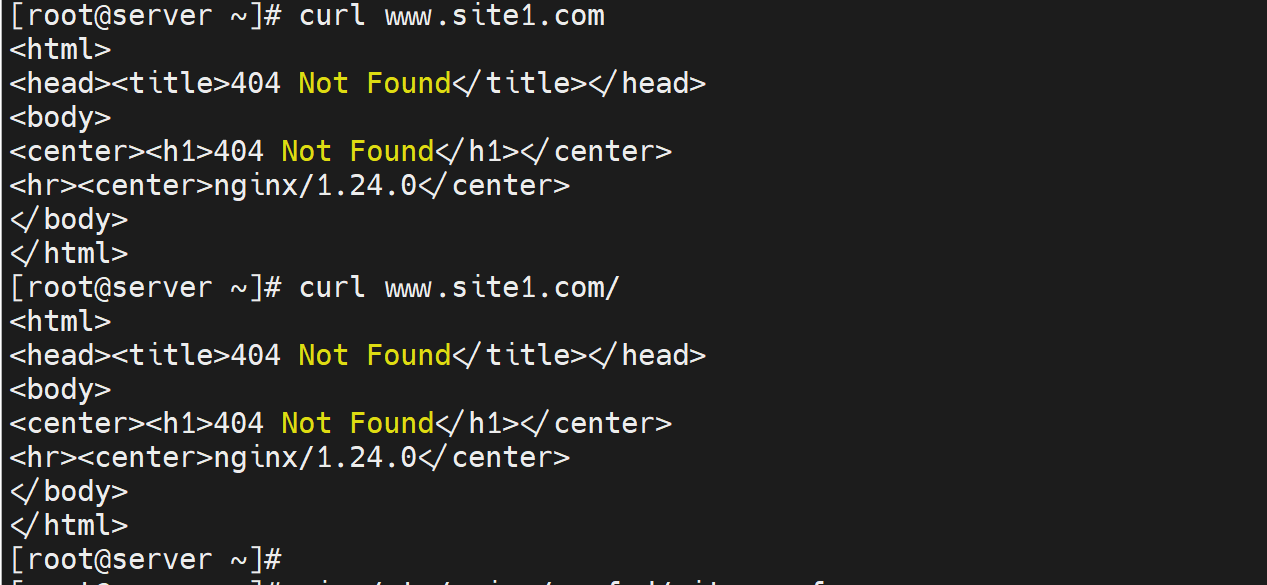 [root@server ~]# curl www.site1.com
<html>
<head><title>404 Not Found</title></head>
<body>
<center><h1>404 Not Found</h1></center>
<hr><center>nginx/1.24.0</center>
</body>
</html>
[root@server ~]# curl www.site1.com/
<html>
<head><title>404 Not Found</title></head>
<body>
<center><h1>404 Not Found</h1></center>
<hr><center>nginx/1.24.0</center>
</body>
</html>
[root@server ~]#